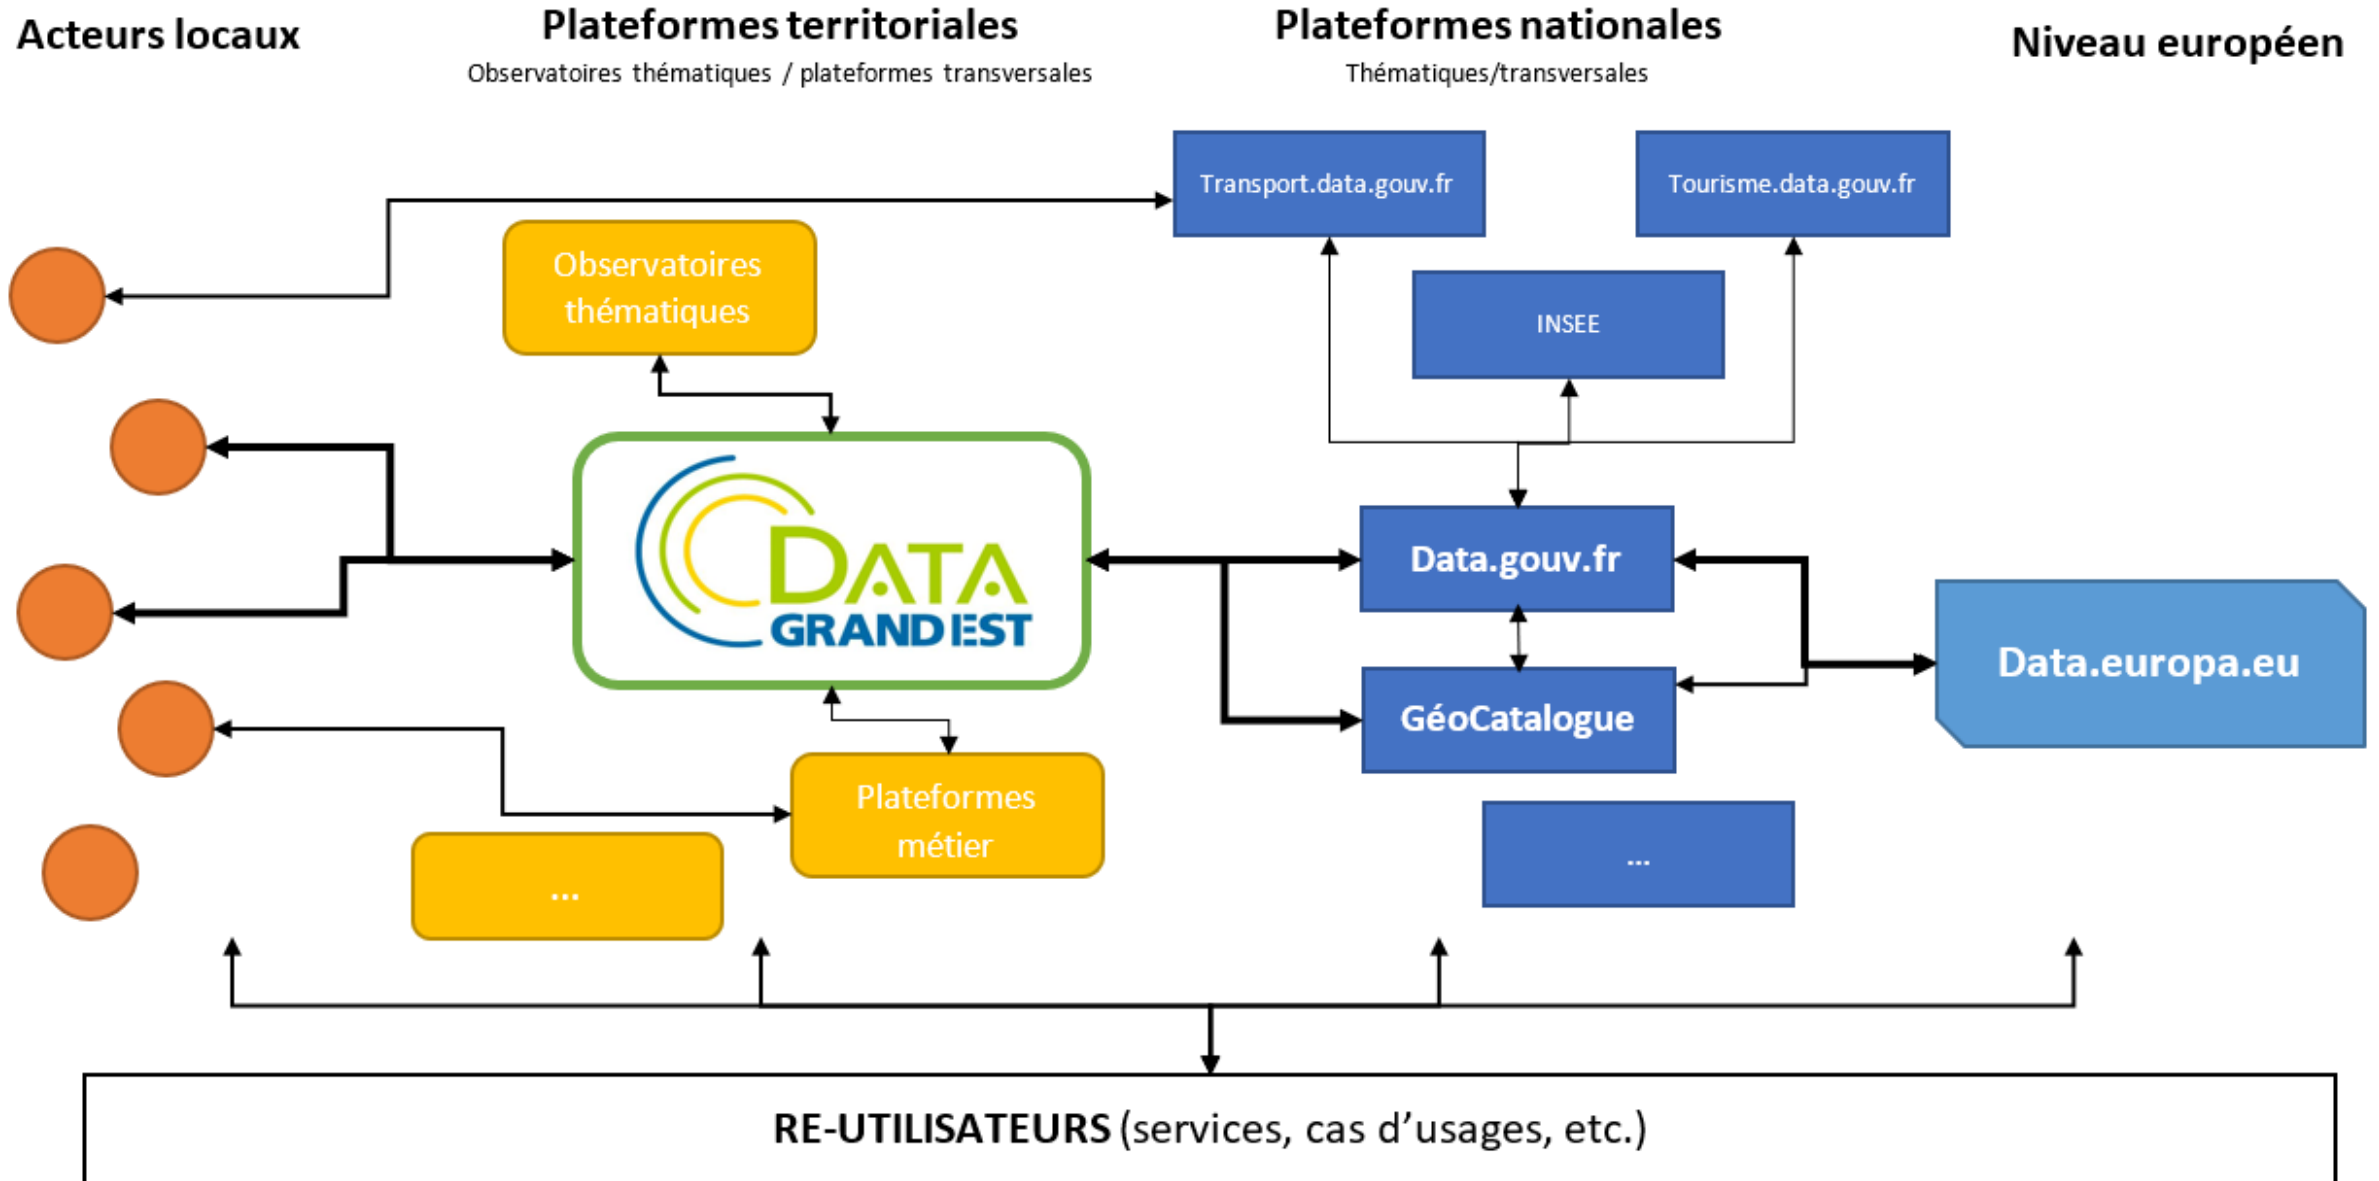 Acteurs locaux
Plateformes territoriales
Observatoires thématiques / plateformes transversales
Plateformes nationales
Thématiques/transversales
Niveau européen
Transport.data.gouv.fr
Tourisme.data.gouv.fr
Observatoires
thématiques
INSEE
DATA
GRAND EST
Data.gouv.fr
Data.europa.eu
GéoCatalogue
Plateformes
métier
...
...
RE-UTILISATEURS (services, cas d’usages, etc.)